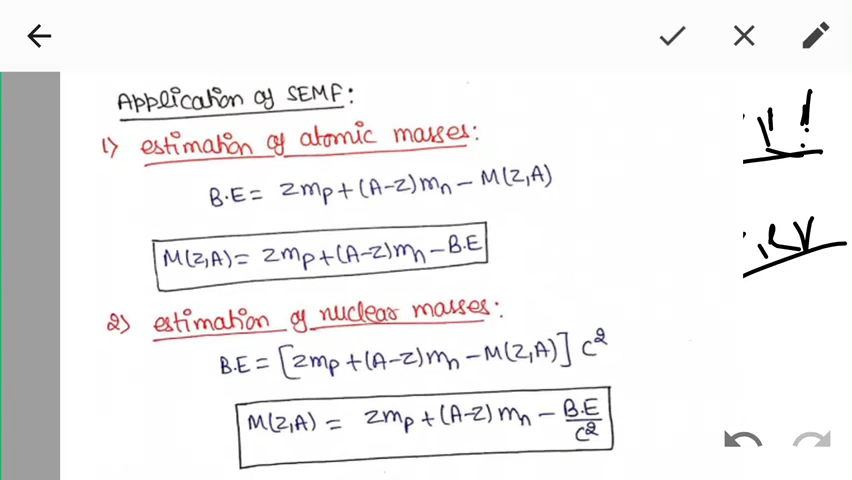 Application of SEMF:
1) estimation of atomic masses:
B.E = Zmp + (A-Z)mn - M(Z,A)
M(Z,A) = Zmp + (A-Z)mn - B.E
2) estimation of nuclear masses:
B.E = [Zmp + (A-Z)mn - M(Z,A)] c²
M(Z,A) = Zmp + (A-Z)mn - B.E/c²